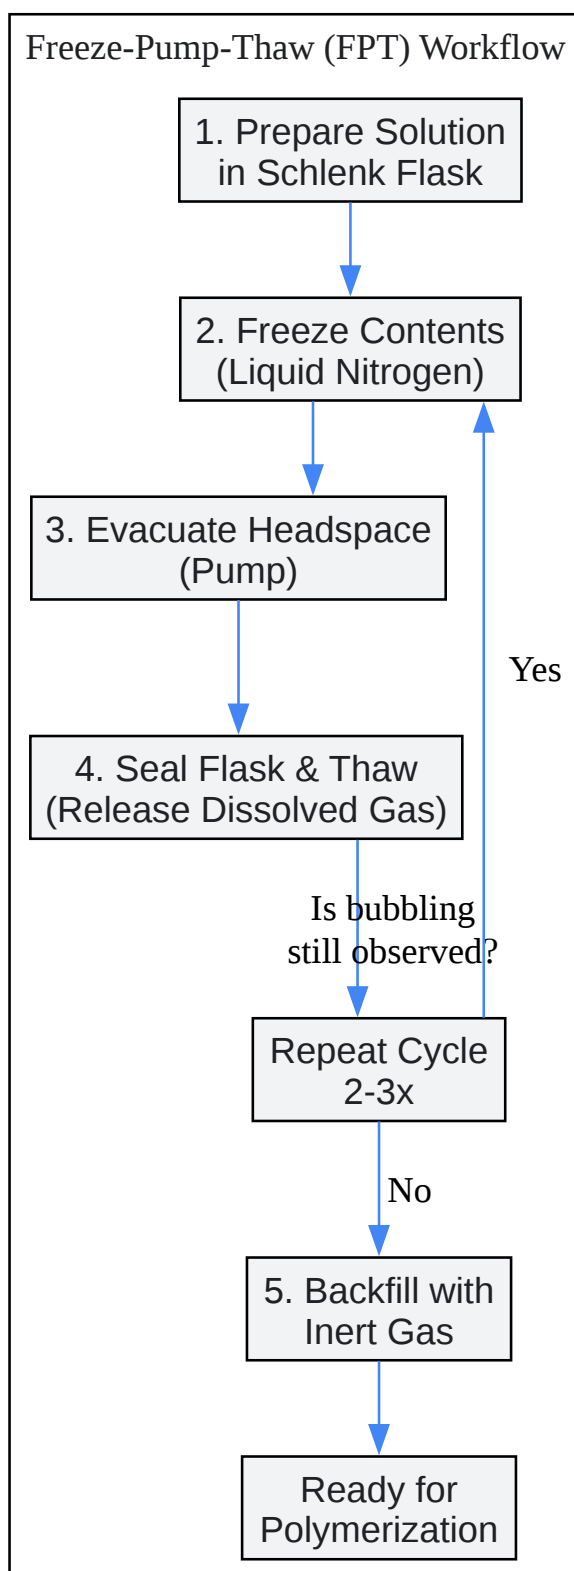 Freeze-Pump-Thaw (FPT) Workflow
1. Prepare Solution
in Schlenk Flask
2. Freeze Contents
(Liquid Nitrogen)
3. Evacuate Headspace
(Pump)
Yes
4. Seal Flask & Thaw
(Release Dissolved Gas)
Is bubbling
still observed?
Repeat Cycle
2-3x
No
5. Backfill with
Inert Gas
Ready for
Polymerization